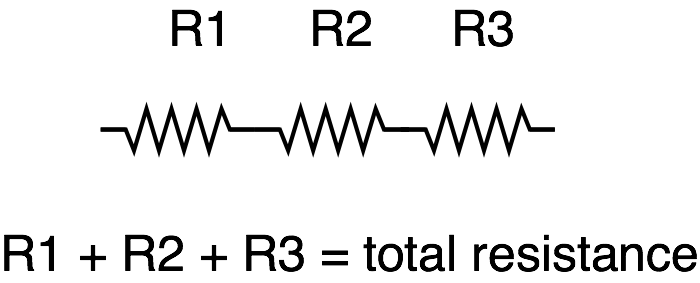 R1 R2 R3
R1 + R2 + R3 = total resistance